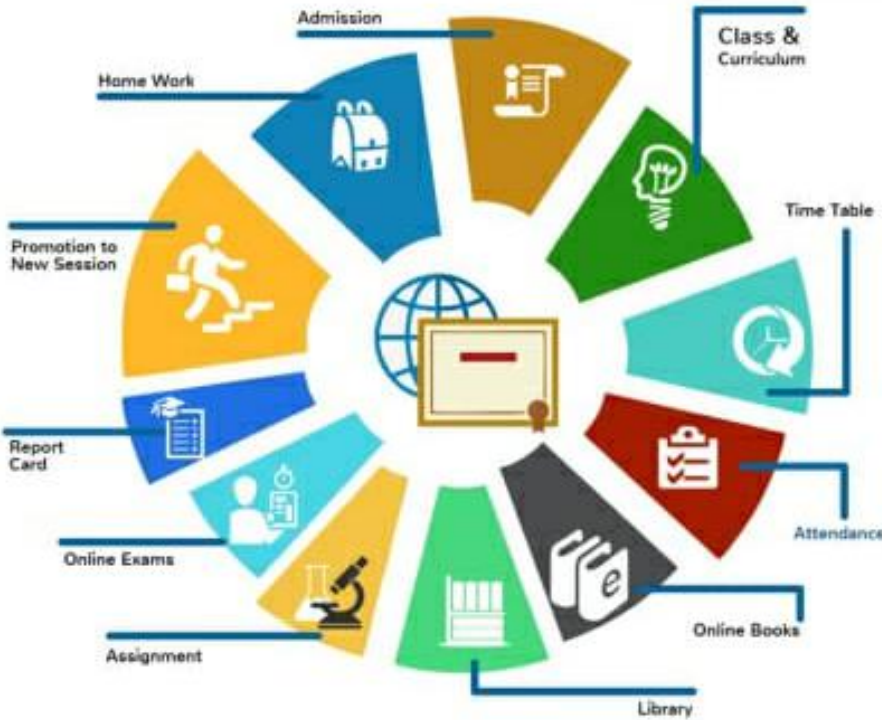 Admission
Class &
Curriculum
Home Work
Time Table
Promotion to
New Session
Report
Card
Attendance
Online Exams
e
Online Books
Assignment
Library